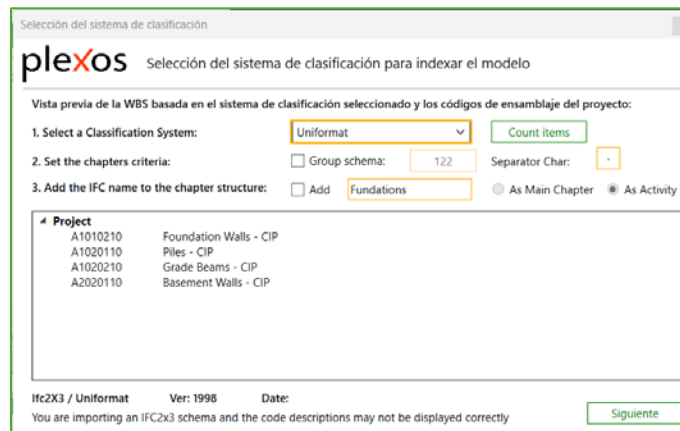 Selección del sistema de clasificación
plexos Selección del sistema de clasificación para indexar el modelo
Vista previa de la WBS basada en el sistema de clasificación seleccionado y los códigos de ensamblaje del proyecto:
1. Select a Classification System: Uniformat Count items
2. Set the chapters criteria: Group schema: 122 Separator Char: -
3. Add the IFC name to the chapter structure: Add Fundations As Main Chapter As Activity
Project
A1010210 Foundation Walls - CIP
A1020110 Piles - CIP
A1020210 Grade Beams - CIP
A2020110 Basement Walls - CIP
Ifc2X3 / Uniformat Ver: 1998 Date:
You are importing an IFC2x3 schema and the code descriptions may not be displayed correctly
Siguiente